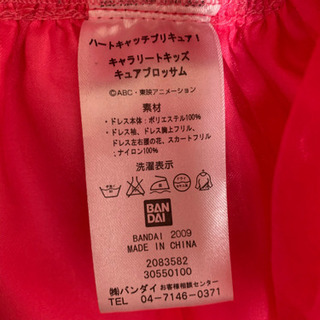 ハートキャッチプリキュア！
キャラリートキッズ
キュアブロッサム
©ABC・東映アニメーション
素材
・ドレス本体：ポリエステル100%
・ドレス袖、ドレス胸上フリル、
ドレス左右腰の花、スカートフリル
：ナイロン100%
洗濯表示
BAN
DAI
BANDAI 2009
MADE IN CHINA
2083582
30550100
㈱バンダイ お客様相談センター
TEL 04-7146-0371